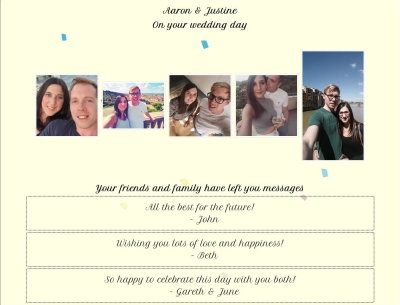 Aaron & Justine
On your wedding day
Your friends and family have left you messages
All the best for the future!
- John
Wishing you lots of love and happiness!
- Beth
So happy to celebrate this day with you both!
- Gareth & June